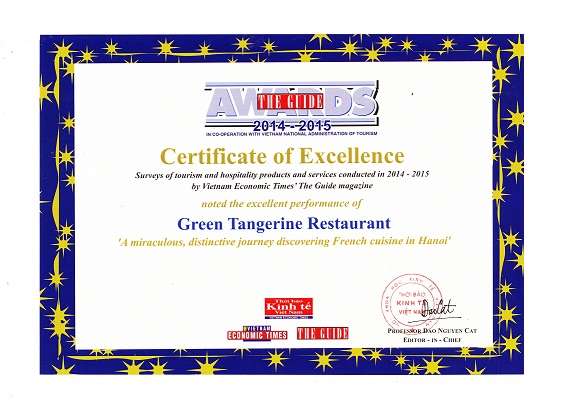 AWARDS
THE GUIDE
2014 - 2015
IN CO-OPERATION WITH VIETNAM NATIONAL ADMINISTRATION OF TOURISM
Certificate of Excellence
Surveys of tourism and hospitality products and services conducted in 2014 - 2015
by Vietnam Economic Times' The Guide magazine
noted the excellent performance of
Green Tangerine Restaurant
'A miraculous, distinctive journey discovering French cuisine in Hanoi'
Thời báo
Kinh tế
Việt Nam
VIETNAM ECONOMIC TIMES
VIETNAM
ECONOMIC TIMES
THE GUIDE
KHOA HỌC KINH TẾ
THỜI BÁO
KINH TẾ
VIỆT NAM
PROFESSOR DAO NGUYEN CAT
EDITOR - IN - CHIEF